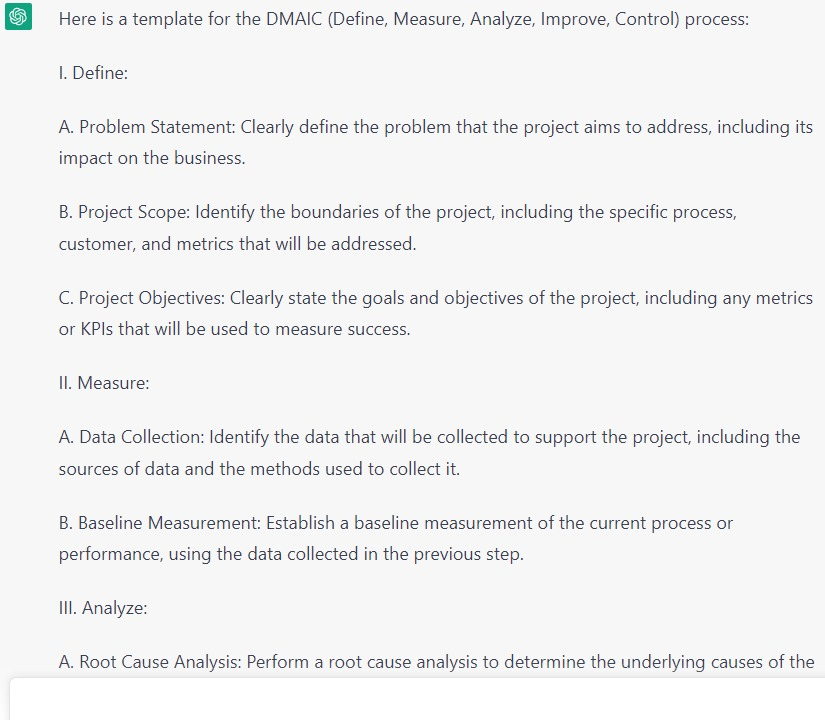 Here is a template for the DMAIC (Define, Measure, Analyze, Improve, Control) process:
I. Define:
A. Problem Statement: Clearly define the problem that the project aims to address, including its
impact on the business.
B. Project Scope: Identify the boundaries of the project, including the specific process,
customer, and metrics that will be addressed.
C. Project Objectives: Clearly state the goals and objectives of the project, including any metrics
or KPIs that will be used to measure success.
II. Measure:
A. Data Collection: Identify the data that will be collected to support the project, including the
sources of data and the methods used to collect it.
B. Baseline Measurement: Establish a baseline measurement of the current process or
performance, using the data collected in the previous step.
III. Analyze:
A. Root Cause Analysis: Perform a root cause analysis to determine the underlying causes of the